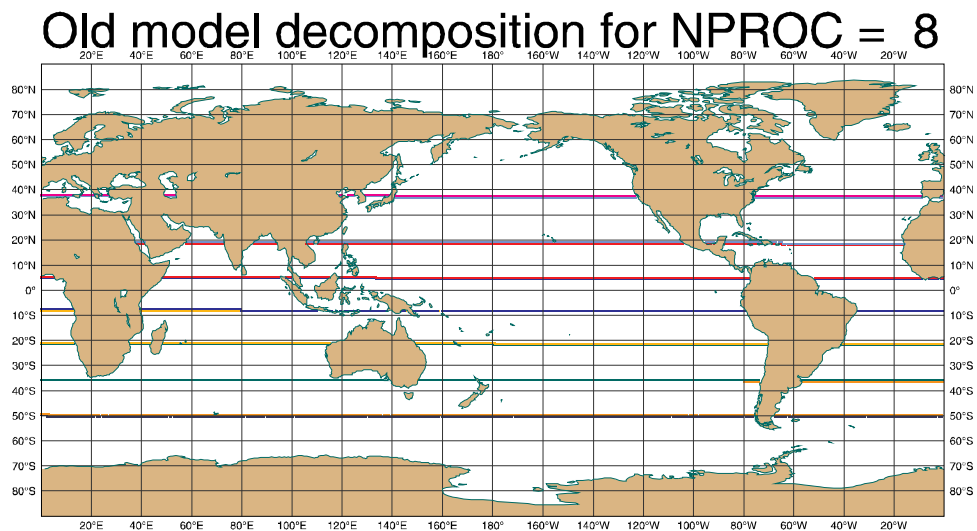 Old model decomposition for NPROC = 8
20°E 40°E 60°E 80°E 100°E 120°E 140°E 160°E 180° 160°W 140°W 120°W 100°W 80°W 60°W 40°W 20°W
80°N 80°N
70°N 70°N
60°N 60°N
50°N 50°N
40°N 40°N
30°N 30°N
20°N 20°N
10°N 10°N
0° 0°
10°S 10°S
20°S 20°S
30°S 30°S
40°S 40°S
50°S 50°S
60°S 60°S
70°S 70°S
80°S 80°S
20°E 40°E 60°E 80°E 100°E 120°E 140°E 160°E 180° 160°W 140°W 120°W 100°W 80°W 60°W 40°W 20°W